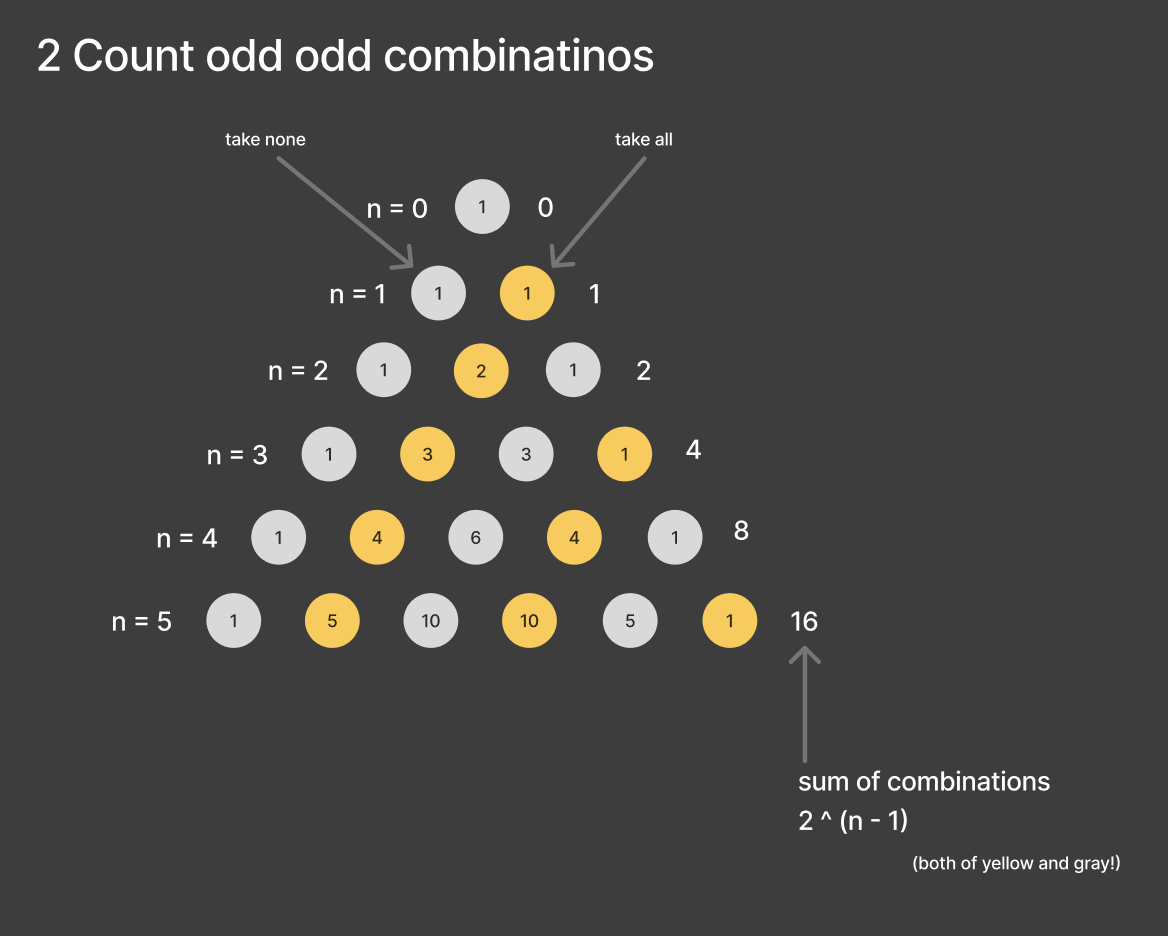 2 Count odd odd combinatinos
take none take all
n = 0 1 0
n = 1 1 1 1
n = 2 1 2 1 2
n = 3 1 3 3 1 4
n = 4 1 4 6 4 1 8
n = 5 1 5 10 10 5 1 16
sum of combinations
2 ^ (n - 1)
(both of yellow and gray!)